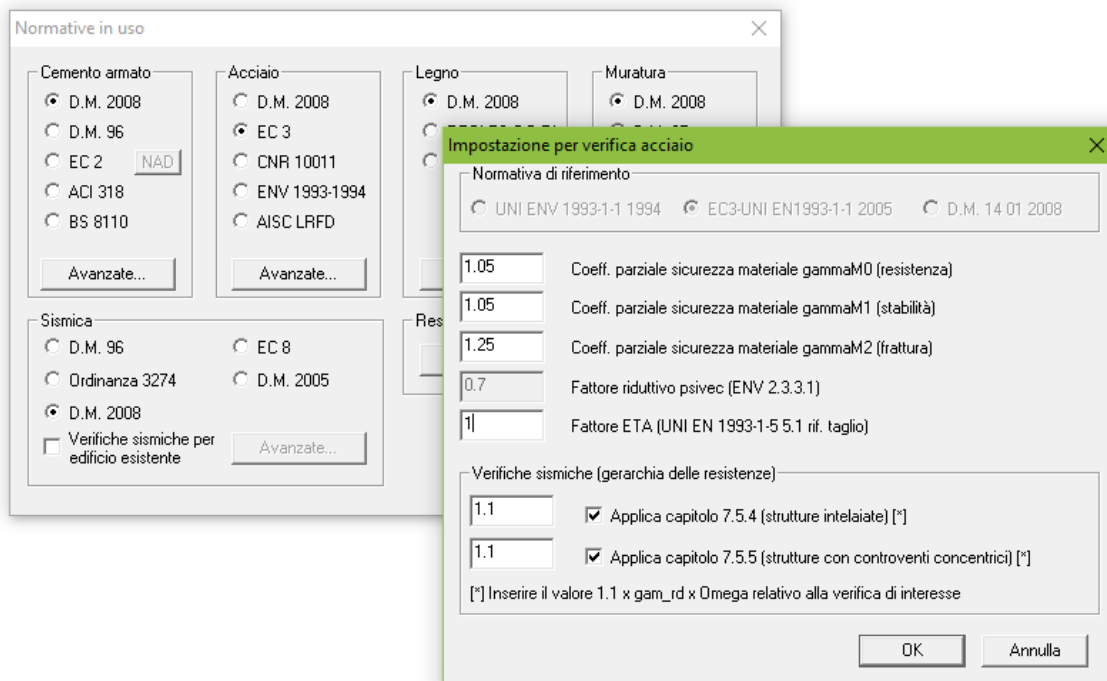 Normative in uso
Cemento armato
D.M. 2008
D.M. 96
EC 2 NAD
ACI 318
BS 8110
Avanzate...
Acciaio
D.M. 2008
EC 3
CNR 10011
ENV 1993-1994
AISC LRFD
Avanzate...
Legno
D.M. 2008
Muratura
D.M. 2008
Sismica
D.M. 96
EC 8
Ordinanza 3274
D.M. 2005
D.M. 2008
Verifiche sismiche per
edificio esistente
Avanzate...
Res
Impostazione per verifica acciaio
Normativa di riferimento
UNI ENV 1993-1-1 1994 EC3-UNI EN1993-1-1 2005 D.M. 14 01 2008
1.05 Coeff. parziale sicurezza materiale gammaM0 (resistenza)
1.05 Coeff. parziale sicurezza materiale gammaM1 (stabilità)
1.25 Coeff. parziale sicurezza materiale gammaM2 (frattura)
0.7 Fattore riduttivo psivec (ENV 2.3.3.1)
1 Fattore ETA (UNI EN 1993-1-5 5.1 rif. taglio)
Verifiche sismiche (gerarchia delle resistenze)
1.1 Applica capitolo 7.5.4 (strutture intelaiate) [*]
1.1 Applica capitolo 7.5.5 (strutture con controventi concentrici) [*]
[*] Inserire il valore 1.1 x gam_rd x Omega relativo alla verifica di interesse
OK Annulla